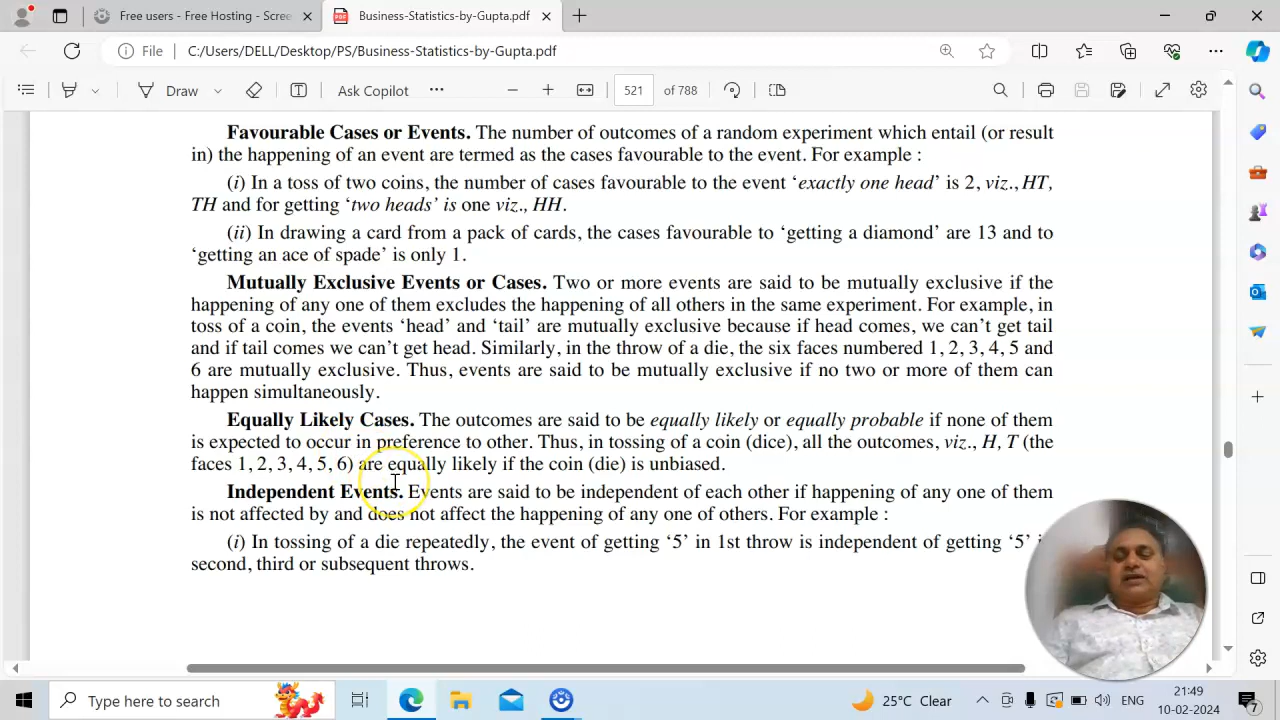 Free users - Free Hosting - Scree
Business-Statistics-by-Gupta.pdf
File
C:/Users/DELL/Desktop/PS/Business-Statistics-by-Gupta.pdf
Draw
Ask Copilot
521 of 788
Favourable Cases or Events. The number of outcomes of a random experiment which entail (or result
in) the happening of an event are termed as the cases favourable to the event. For example :
(i) In a toss of two coins, the number of cases favourable to the event ‘exactly one head’ is 2, viz., HT,
TH and for getting ‘two heads’ is one viz., HH.
(ii) In drawing a card from a pack of cards, the cases favourable to ‘getting a diamond’ are 13 and to
‘getting an ace of spade’ is only 1.
Mutually Exclusive Events or Cases. Two or more events are said to be mutually exclusive if the
happening of any one of them excludes the happening of all others in the same experiment. For example, in
toss of a coin, the events ‘head’ and ‘tail’ are mutually exclusive because if head comes, we can’t get tail
and if tail comes we can’t get head. Similarly, in the throw of a die, the six faces numbered 1, 2, 3, 4, 5 and
6 are mutually exclusive. Thus, events are said to be mutually exclusive if no two or more of them can
happen simultaneously.
Equally Likely Cases. The outcomes are said to be equally likely or equally probable if none of them
is expected to occur in preference to other. Thus, in tossing of a coin (dice), all the outcomes, viz., H, T (the
faces 1, 2, 3, 4, 5, 6) are equally likely if the coin (die) is unbiased.
Independent Events. Events are said to be independent of each other if happening of any one of them
is not affected by and does not affect the happening of any one of others. For example :
(i) In tossing of a die repeatedly, the event of getting ‘5’ in 1st throw is independent of getting ‘5’
second, third or subsequent throws.
Type here to search
25°C Clear
ENG
21:49
10-02-2024
7